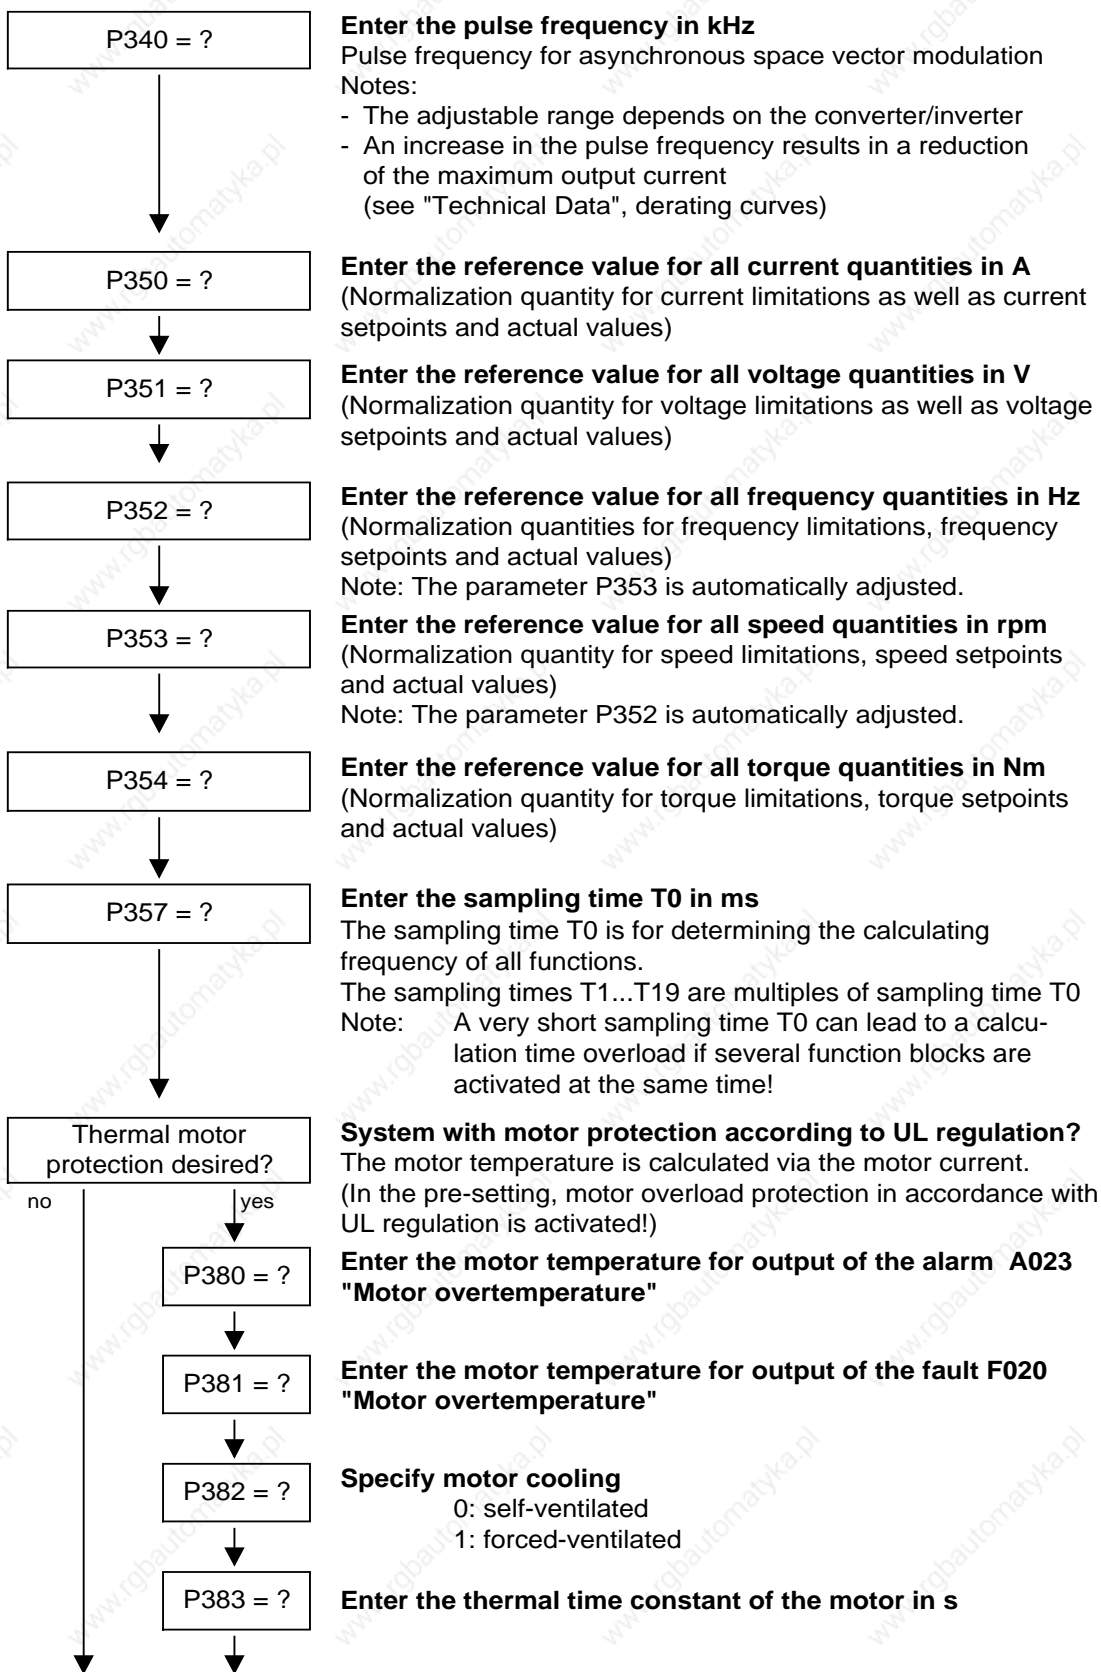 P340 = ?
Enter the pulse frequency in kHz
Pulse frequency for asynchronous space vector modulation
Notes:
- The adjustable range depends on the converter/inverter
- An increase in the pulse frequency results in a reduction
of the maximum output current
(see "Technical Data", derating curves)
P350 = ?
Enter the reference value for all current quantities in A
(Normalization quantity for current limitations as well as current
setpoints and actual values)
P351 = ?
Enter the reference value for all voltage quantities in V
(Normalization quantity for voltage limitations as well as voltage
setpoints and actual values)
P352 = ?
Enter the reference value for all frequency quantities in Hz
(Normalization quantities for frequency limitations, frequency
setpoints and actual values)
Note: The parameter P353 is automatically adjusted.
P353 = ?
Enter the reference value for all speed quantities in rpm
(Normalization quantity for speed limitations, speed setpoints
and actual values)
Note: The parameter P352 is automatically adjusted.
P354 = ?
Enter the reference value for all torque quantities in Nm
(Normalization quantity for torque limitations, torque setpoints
and actual values)
P357 = ?
Enter the sampling time T0 in ms
The sampling time T0 is for determining the calculating
frequency of all functions.
The sampling times T1...T19 are multiples of sampling time T0
Note: A very short sampling time T0 can lead to a calcu-
lation time overload if several function blocks are
activated at the same time!
Thermal motor
protection desired?
no
yes
System with motor protection according to UL regulation?
The motor temperature is calculated via the motor current.
(In the pre-setting, motor overload protection in accordance with
UL regulation is activated!)
P380 = ?
Enter the motor temperature for output of the alarm A023
"Motor overtemperature"
P381 = ?
Enter the motor temperature for output of the fault F020
"Motor overtemperature"
P382 = ?
Specify motor cooling
0: self-ventilated
1: forced-ventilated
P383 = ?
Enter the thermal time constant of the motor in s
www.rgbautomatyka.pl